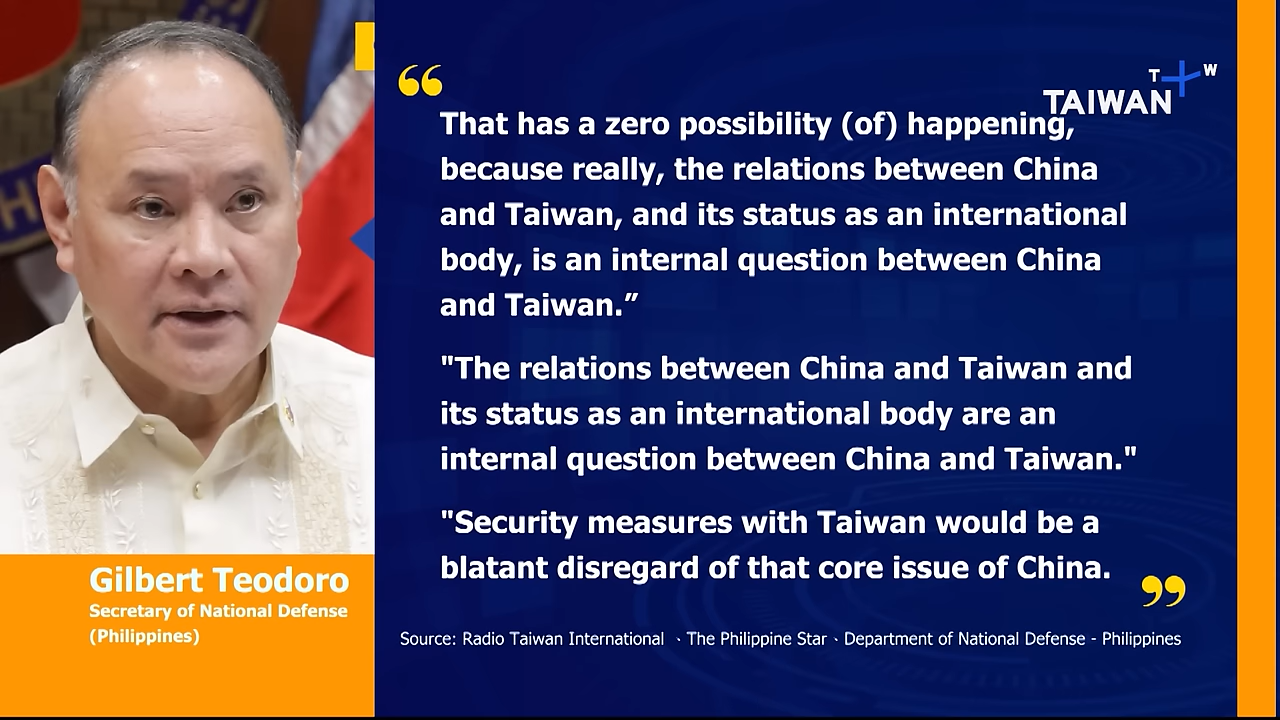 T W
TAIWAN
“
That has a zero possibility (of) happening,
because really, the relations between China
and Taiwan, and its status as an international
body, is an internal question between China
and Taiwan.”
"The relations between China and Taiwan and
its status as an international body are an
internal question between China and Taiwan."
"Security measures with Taiwan would be a
blatant disregard of that core issue of China.
”
Gilbert Teodoro
Secretary of National Defense
(Philippines)
Source: Radio Taiwan International 、The Philippine Star、Department of National Defense - Philippines